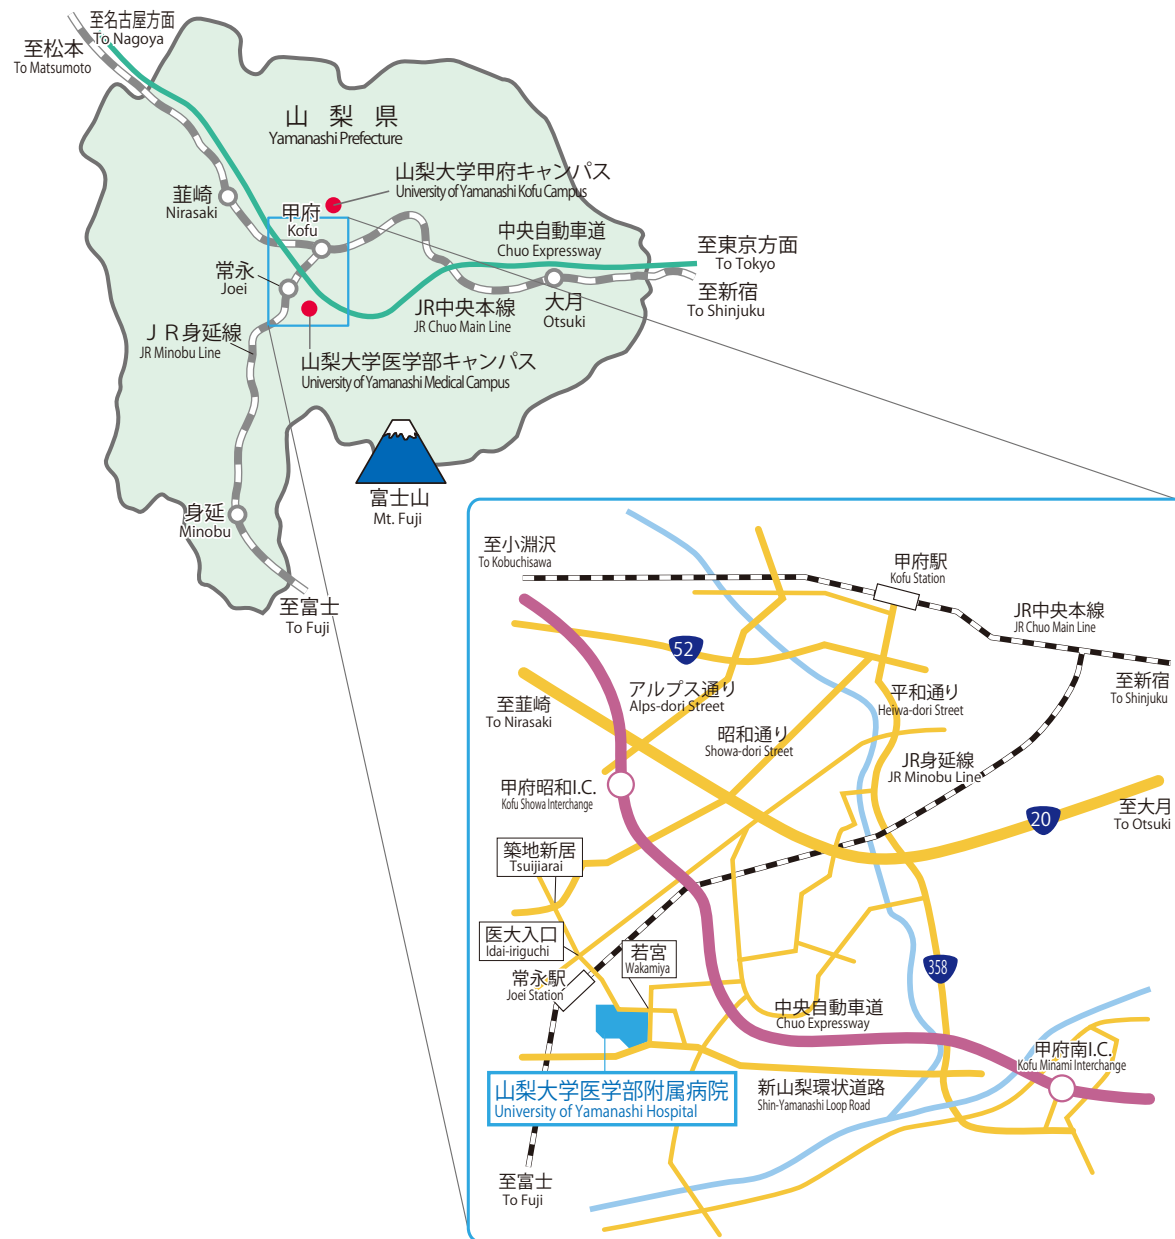 至名古屋方面
To Nagoya
至松本
To Matsumoto
山 梨 県
Yamanashi Prefecture
山梨大学甲府キャンパス
University of Yamanashi Kofu Campus
韮崎
Nirasaki
甲府
Kofu
中央自動車道
Chuo Expressway
至東京方面
To Tokyo
常永
Joei
至新宿
To Shinjuku
大月
Otsuki
JR中央本線
JR Chuo Main Line
ＪＲ身延線
JR Minobu Line
山梨大学医学部キャンパス
University of Yamanashi Medical Campus
富士山
Mt. Fuji
身延
Minobu
至富士
To Fuji
至小淵沢
To Kobuchisawa
甲府駅
Kofu Station
JR中央本線
JR Chuo Main Line
52
至新宿
To Shinjuku
アルプス通り
Alps-dori Street
平和通り
Heiwa-dori Street
至韮崎
To Nirasaki
昭和通り
Showa-dori Street
JR身延線
JR Minobu Line
甲府昭和I.C.
Kofu Showa Interchange
至大月
To Otsuki
20
築地新居
Tsuijiarai
医大入口
Idai-iriguchi
若宮
Wakamiya
358
常永駅
Joei Station
中央自動車道
Chuo Expressway
甲府南I.C.
Kofu Minami Interchange
山梨大学医学部附属病院
University of Yamanashi Hospital
新山梨環状道路
Shin-Yamanashi Loop Road
至富士
To Fuji